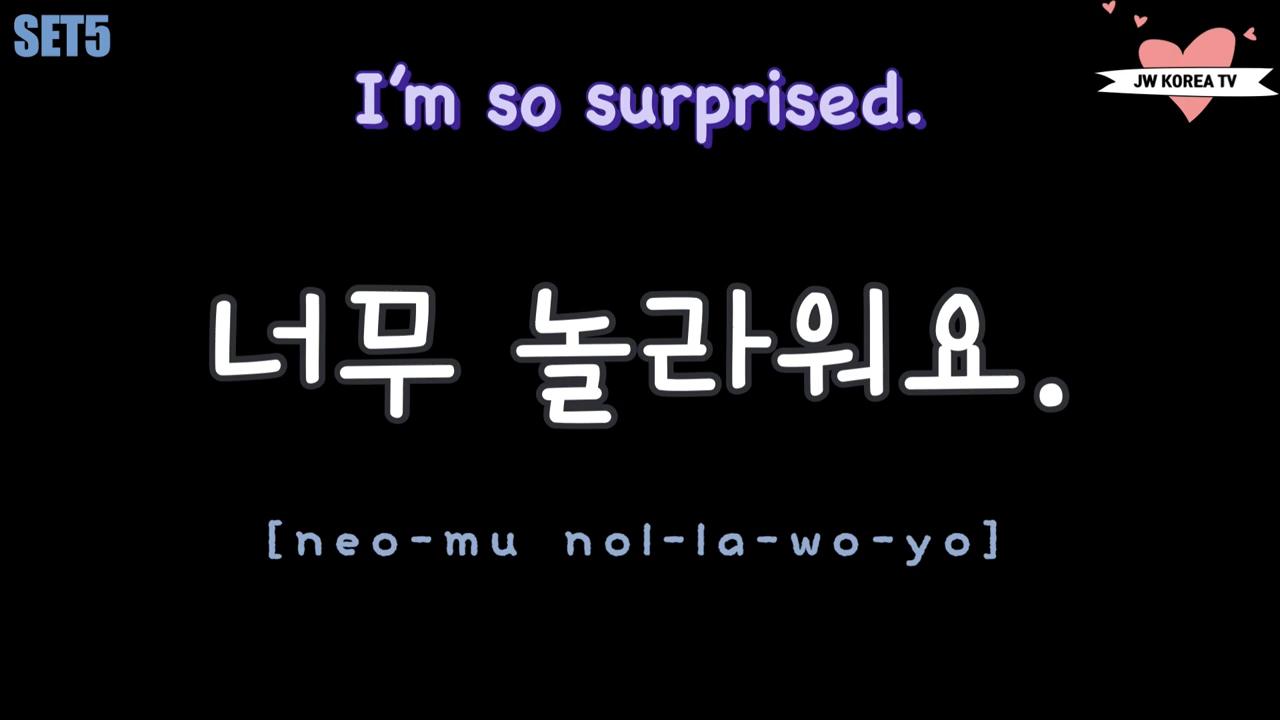 SET5
JW KOREA TV
I'm so surprised.
너무 놀라워요.
[neo-mu nol-la-wo-yo]